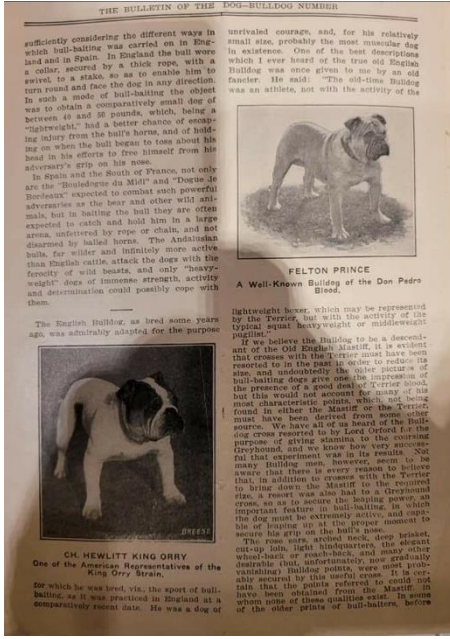 THE BULLETIN OF THE DOG—BULLDOG NUMBER
sufficiently considering the different ways in
which bull-baiting was carried on in Eng-
land and in Spain. In England the bull wore
a collar, secured by a thick rope, with a
swivel, to a stake, so as to enable him to
turn round and face the dog in any direction.
In such a mode of bull-baiting the object
was to obtain a comparatively small dog of
between 40 and 50 pounds, which, being a
"lightweight," had a better chance of escap-
ing injury from the bull's horns, and of hold-
ing on when the bull began to toss about his
head in his efforts to free himself from his
adversary's grip on his nose.
In Spain and the South of France, not only
are the "Bouledogue du Midi" and "Dogue de
Bordeaux" expected to combat such powerful
adversaries as the bear and other wild ani-
mals, but in baiting the bull they are often
expected to catch and hold him in a large
arena, unfettered by rope or chain, and not
disarmed by balled horns. The Andalusian
bulls, far wilder and infinitely more active
than English cattle, attack the dogs with the
ferocity of wild beasts, and only "heavy-
weight" dogs of immense strength, activity
and determination could possibly cope with
them.
The English Bulldog, as bred some years
ago, was admirably adapted for the purpose
BREESE
CH. HEWLITT KING ORRY
One of the American Representatives of the
King Orry Strain.
for which he was bred, viz., the sport of bull-
baiting, as it was practiced in England at a
comparatively recent date. He was a dog of
unrivaled courage, and, for his relatively
small size, probably the most muscular dog
in existence. One of the best descriptions
which I ever heard of the true old English
Bulldog was once given to me by an old
fancier. He said: "The old-time Bulldog
was an athlete, not with the activity of the
FELTON PRINCE
A Well-Known Bulldog of the Don Pedro
Blood.
lightweight boxer, which may be represented
by the Terrier, but with the activity of the
typical squat heavyweight or middleweight
pugilist."
If we believe the Bulldog to be a descend-
ant of the Old English Mastiff, it is evident
that crosses with the Terrier must have been
resorted to in the past in order to reduce its
size, and undoubtedly the older pictures of
bull-baiting dogs give one the impression of
the presence of a good deal of Terrier blood,
but this would not account for many of his
most characteristic points, which, not being
found in either the Mastiff or the Terrier,
must have been derived from some other
source. We have all of us heard of the Bull-
dog cross resorted to by Lord Orford for the
purpose of giving stamina to the coursing
Greyhound, and we know how very success-
ful that experiment was in its results. Not
many Bulldog men, however, seem to be
aware that there is every reason to believe
that, in addition to crosses with the Terrier
to bring down the Mastiff to the required
size, a resort was also had to a Greyhound
cross, so as to secure the leaping power, an
important feature in bull-baiting, in which
the dog must be extremely active, and capa-
ble of leaping up at the proper moment to
secure his grip on the bull's nose.
The rose ears, arched neck, deep brisket,
cut-up loin, light hindquarters, the elegant
wheel-back or roach-back, and many other
desirable (but, unfortunately, now gradually
vanishing) Bulldog points, were most prob-
ably secured by this useful cross. It is cer-
tain that the points referred to could not
have been obtained from the Mastiff, in
whom none of these qualities exist. In some
of the older prints of bull-baiters, before